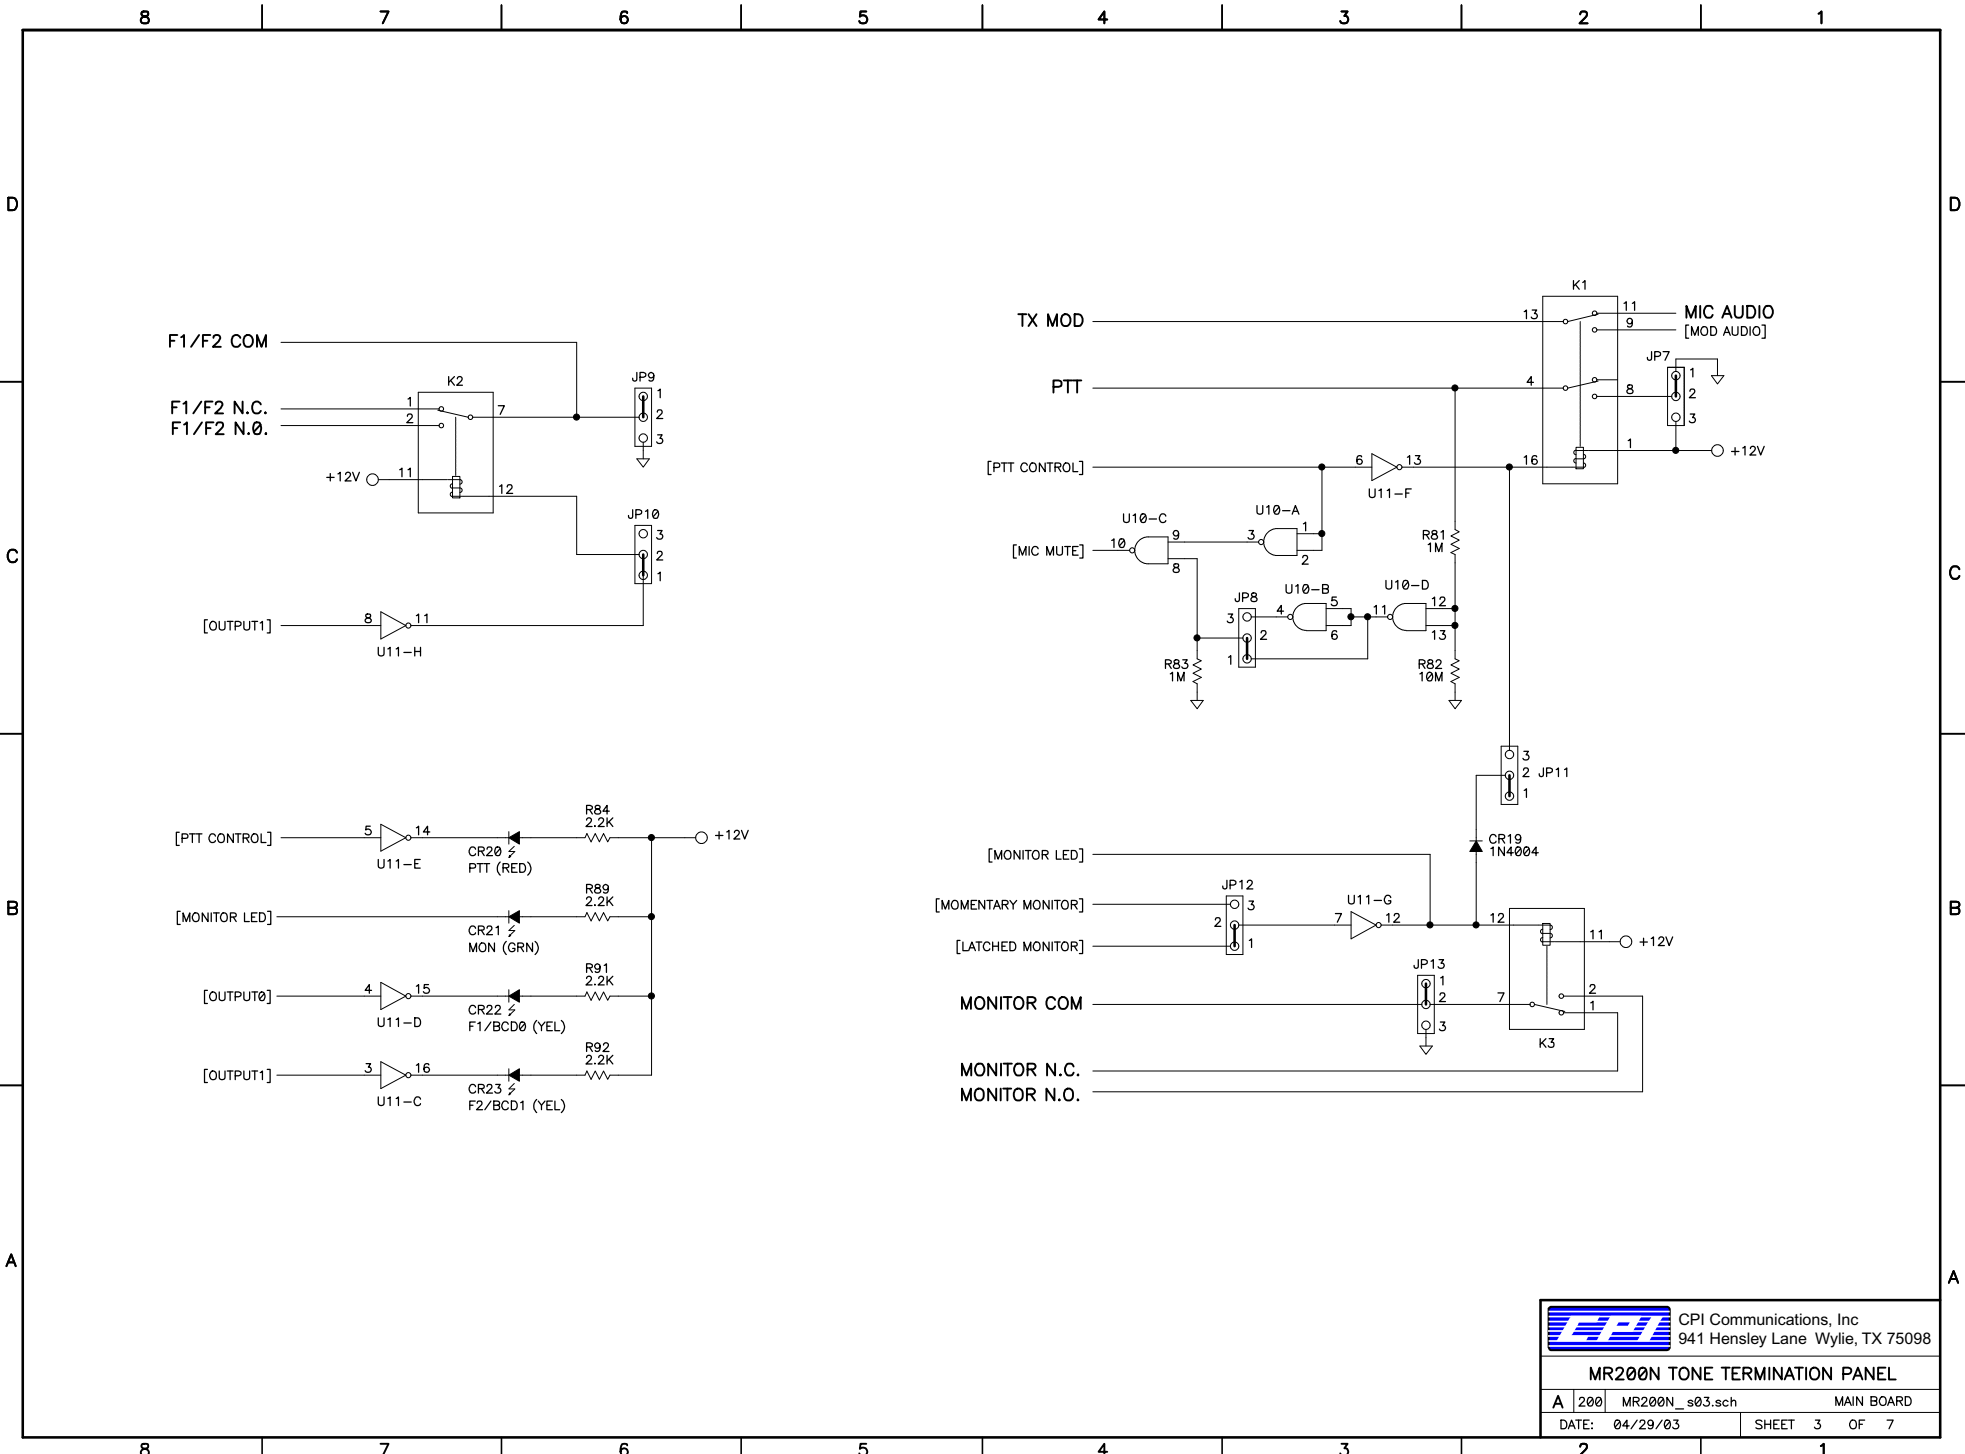 8 7 6 5 4 3 2 1
D
D
F1/F2 COM
F1/F2 N.C.
F1/F2 N.0.
K2
1
2
7
+12V
11
12
JP9
1
2
3
JP10
3
2
1
[OUTPUT1]
8
11
U11-H
TX MOD
13
K1
11
MIC AUDIO
9
[MOD AUDIO]
PTT
4
8
JP7
1
2
3
[PTT CONTROL]
6
13
U11-F
16
1
+12V
C
C
[MIC MUTE]
U10-C
10
9
8
U10-A
3
1
2
R81
1M
U10-D
11
12
13
U10-B
4
5
6
JP8
3
2
1
R83
1M
R82
10M
3
2
JP11
1
[PTT CONTROL]
5
14
U11-E
CR20
PTT (RED)
R84
2.2K
+12V
B
B
[MONITOR LED]
CR21
MON (GRN)
R89
2.2K
[OUTPUT0]
4
15
U11-D
CR22
F1/BCD0 (YEL)
R91
2.2K
[OUTPUT1]
3
16
U11-C
CR23
F2/BCD1 (YEL)
R92
2.2K
[MONITOR LED]
CR19
1N4004
[MOMENTARY MONITOR]
[LATCHED MONITOR]
JP12
3
2
1
7
U11-G
12
12
11
+12V
MONITOR COM
JP13
1
2
3
7
2
1
K3
MONITOR N.C.
MONITOR N.O.
A
A
CPI
CPI Communications, Inc
941 Hensley Lane Wylie, TX 75098
MR200N TONE TERMINATION PANEL
A 200 MR200N_s03.sch MAIN BOARD
DATE: 04/29/03 SHEET 3 OF 7
8 7 6 5 4 3 2 1